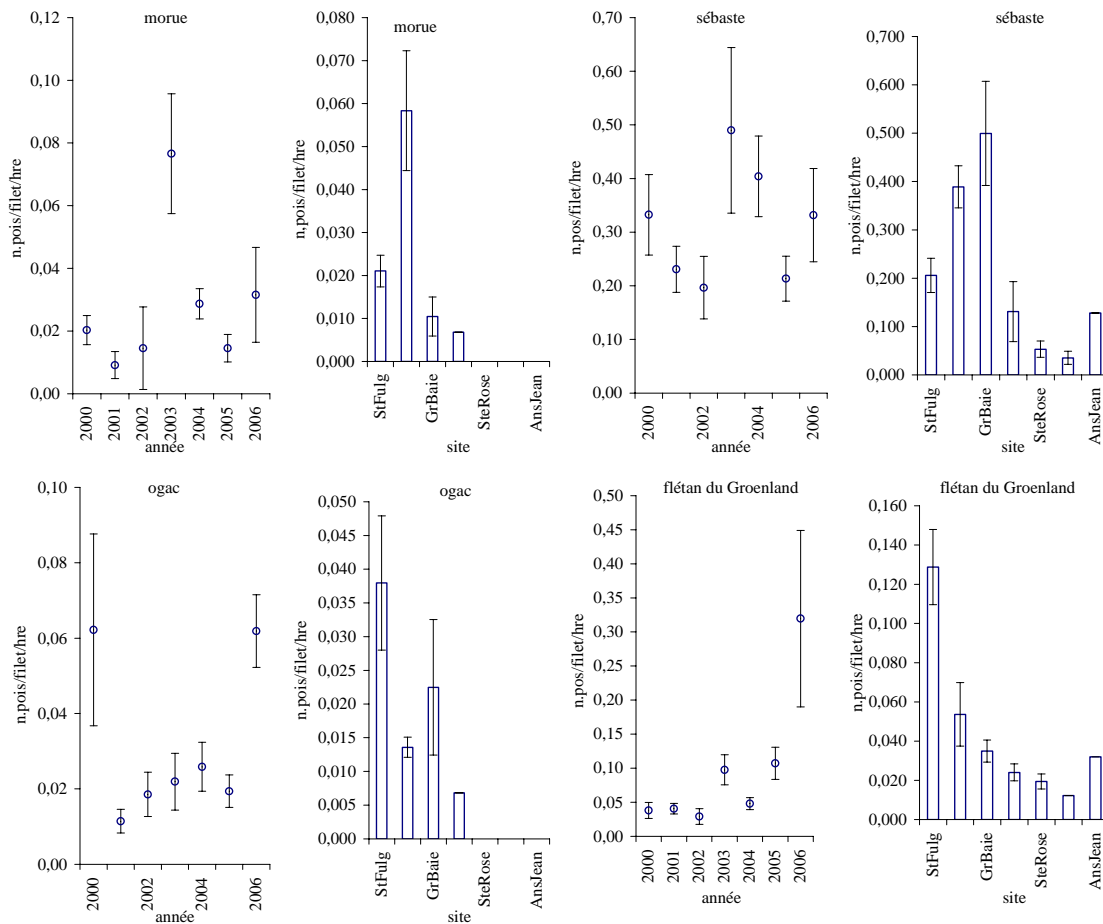 morue
n.pois/filet/hre
0,12
0,10
0,08
0,06
0,04
0,02
0,00
2000
2001
2002
2003
2004
2005
2006
année
morue
n.pois/filet/hre
0,080
0,070
0,060
0,050
0,040
0,030
0,020
0,010
0,000
StFulg
GrBaie
SteRose
AnsJean
site
sébaste
n.pos/filet/hre
0,70
0,60
0,50
0,40
0,30
0,20
0,10
0,00
2000
2002
2004
2006
année
sébaste
n.pois/filet/hre
0,700
0,600
0,500
0,400
0,300
0,200
0,100
0,000
StFulg
GrBaie
SteRose
AnsJean
site
ogac
n.pois/filet/hre
0,10
0,08
0,06
0,04
0,02
0,00
2000
2002
2004
2006
année
ogac
n.pois/filet/hre
0,050
0,045
0,040
0,035
0,030
0,025
0,020
0,015
0,010
0,005
0,000
StFulg
GrBaie
SteRose
AnsJean
site
flétan du Groenland
n.pos/filet/hre
0,50
0,45
0,40
0,35
0,30
0,25
0,20
0,15
0,10
0,05
0,00
2000
2001
2002
2003
2004
2005
2006
année
flétan du Groenland
n.pois/filet/hre
0,160
0,140
0,120
0,100
0,080
0,060
0,040
0,020
0,000
StFulg
GrBaie
SteRose
AnsJean
site